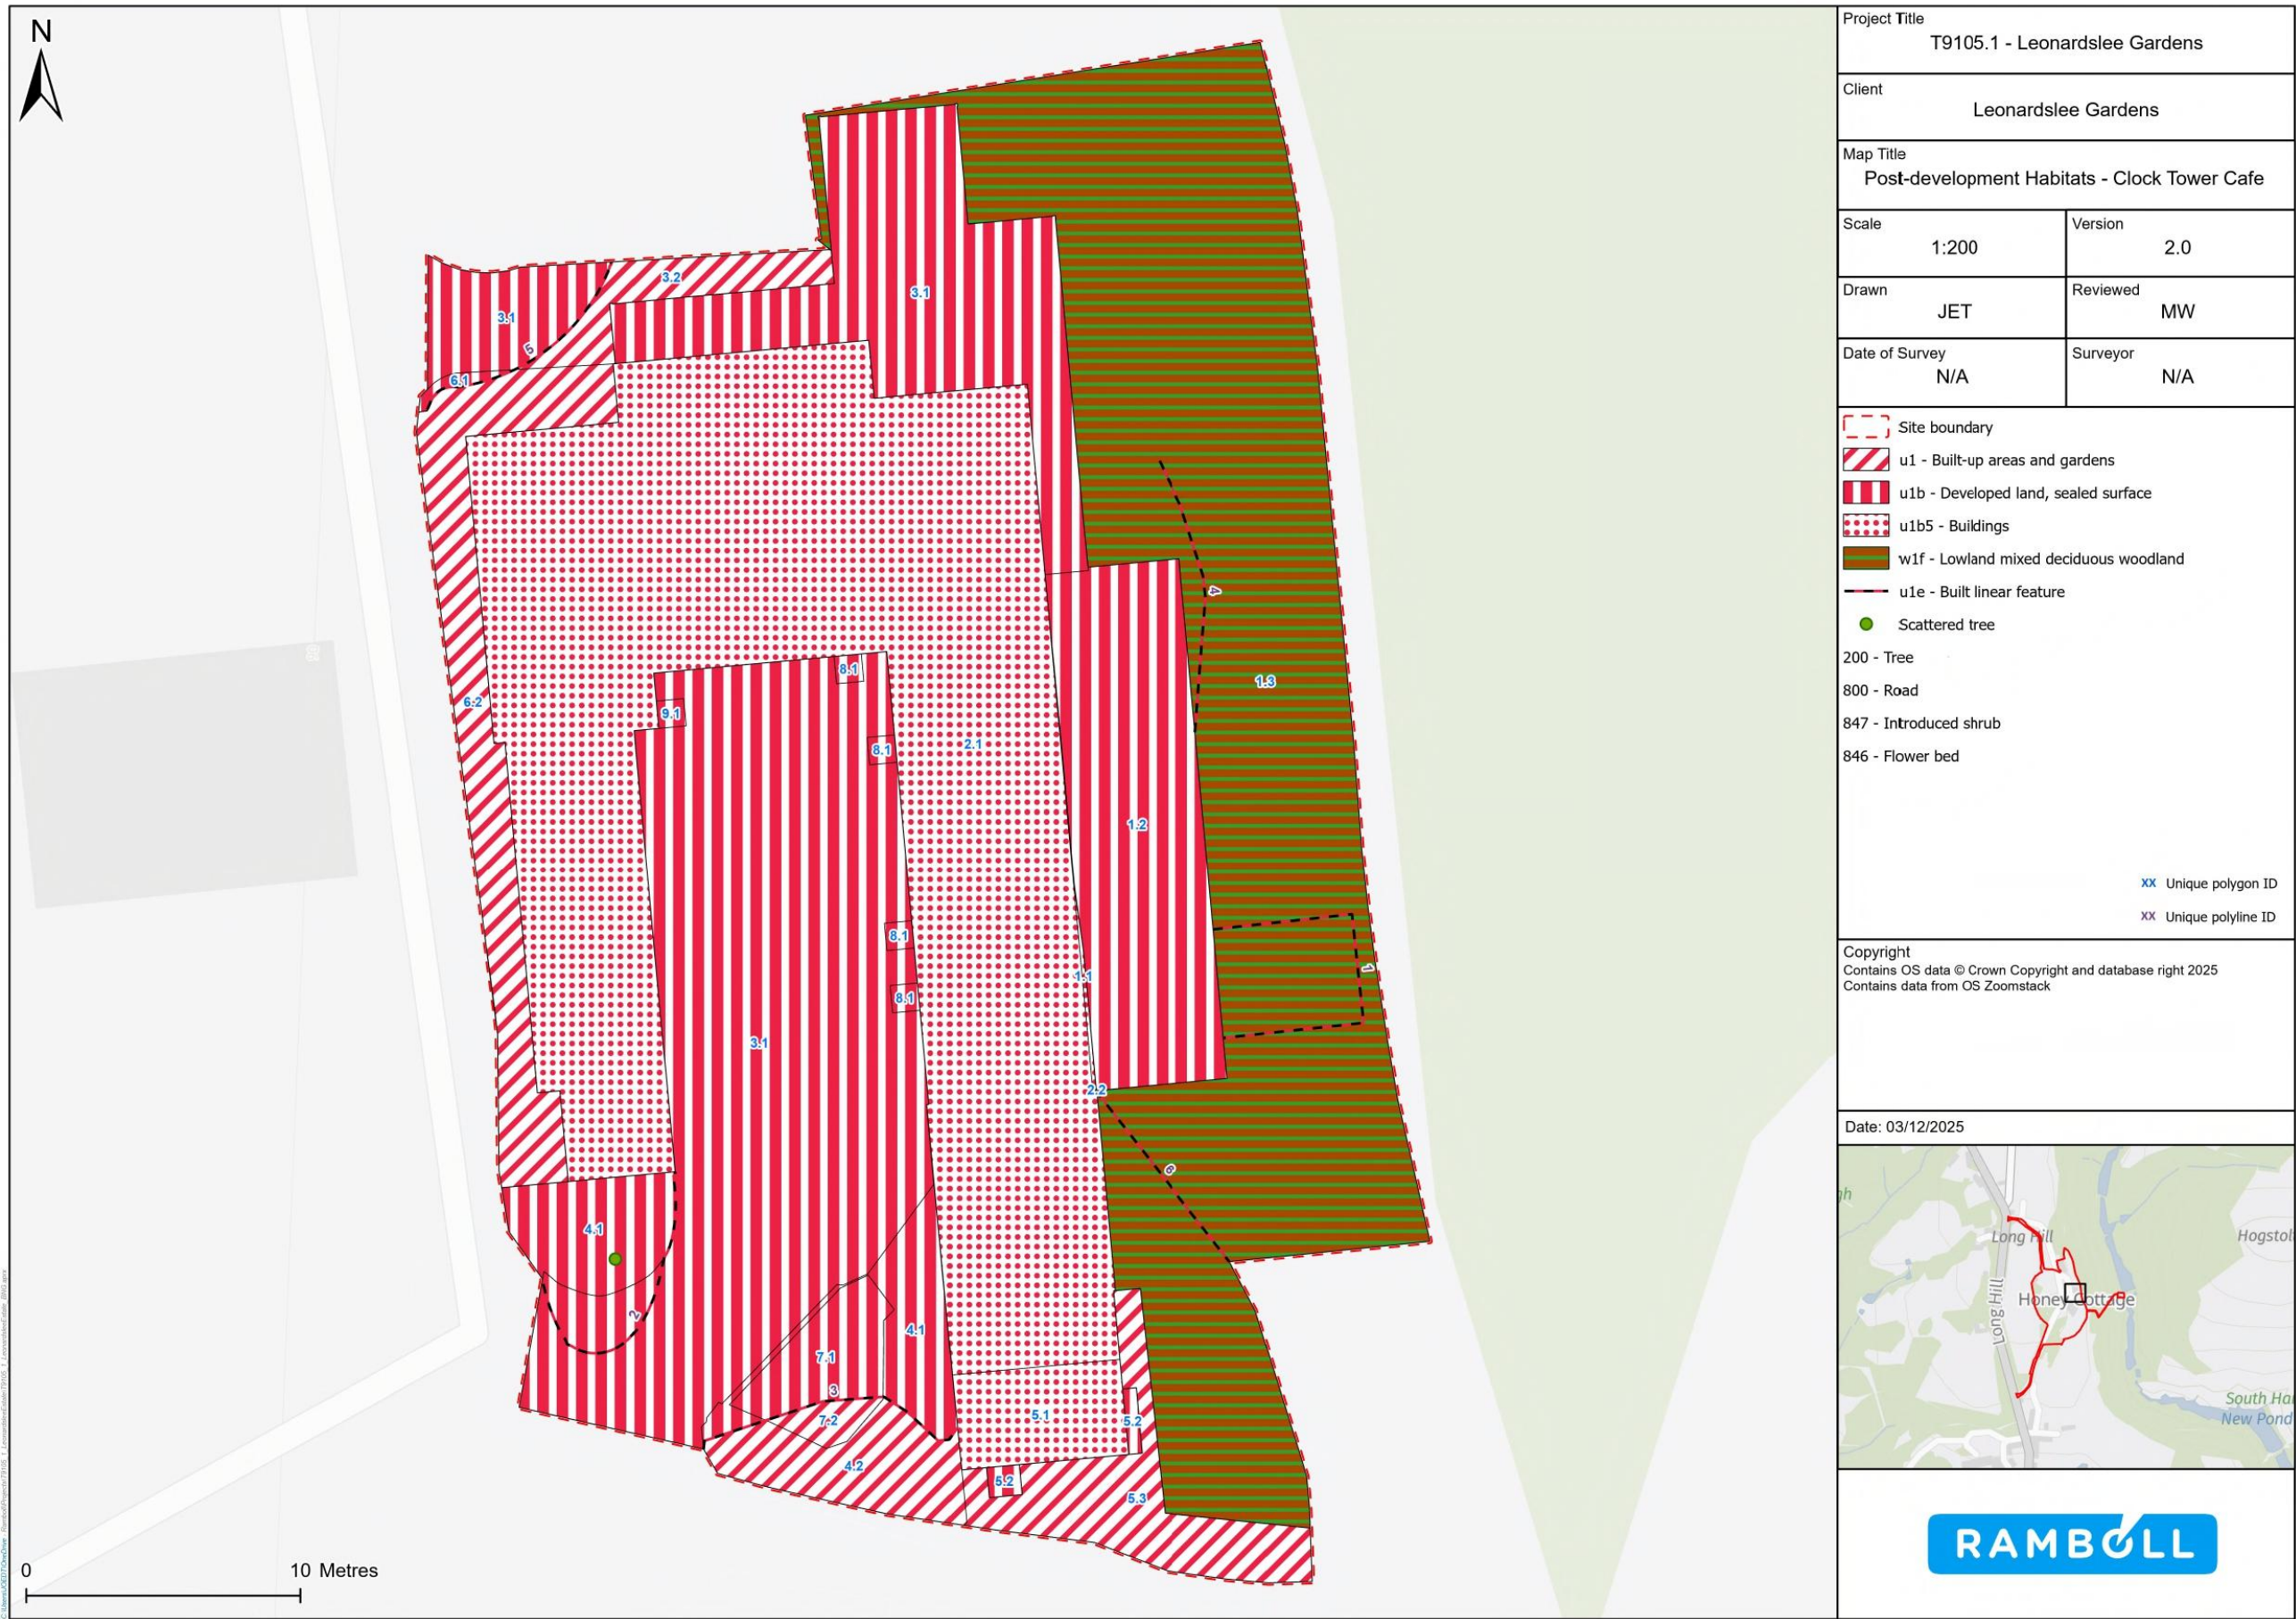 N
3.2
3.1
3.1
5
6.1
4
1.3
6.2
8.1
9.1
8.1
2.1
1.2
8.1
1.1
1
8.1
3.1
2.2
6
4.1
2
4.1
7.1
3
7.2
5.1
5.2
4.2
5.2
5.3
0 10 Metres
Project Title
T9105.1 - Leonardslee Gardens
Client
Leonardslee Gardens
Map Title
Post-development Habitats - Clock Tower Cafe
Scale
1:200
Version
2.0
Drawn
JET
Reviewed
MW
Date of Survey
N/A
Surveyor
N/A
Site boundary
u1 - Built-up areas and gardens
u1b - Developed land, sealed surface
u1b5 - Buildings
w1f - Lowland mixed deciduous woodland
u1e - Built linear feature
Scattered tree
200 - Tree
800 - Road
847 - Introduced shrub
846 - Flower bed
XX Unique polygon ID
XX Unique polyline ID
Copyright
Contains OS data © Crown Copyright and database right 2025
Contains data from OS Zoomstack
Date: 03/12/2025
gh
Long Hill
Hogstol
Long Hill
Honey Cottage
South Ha
New Pond
RAMBOLL